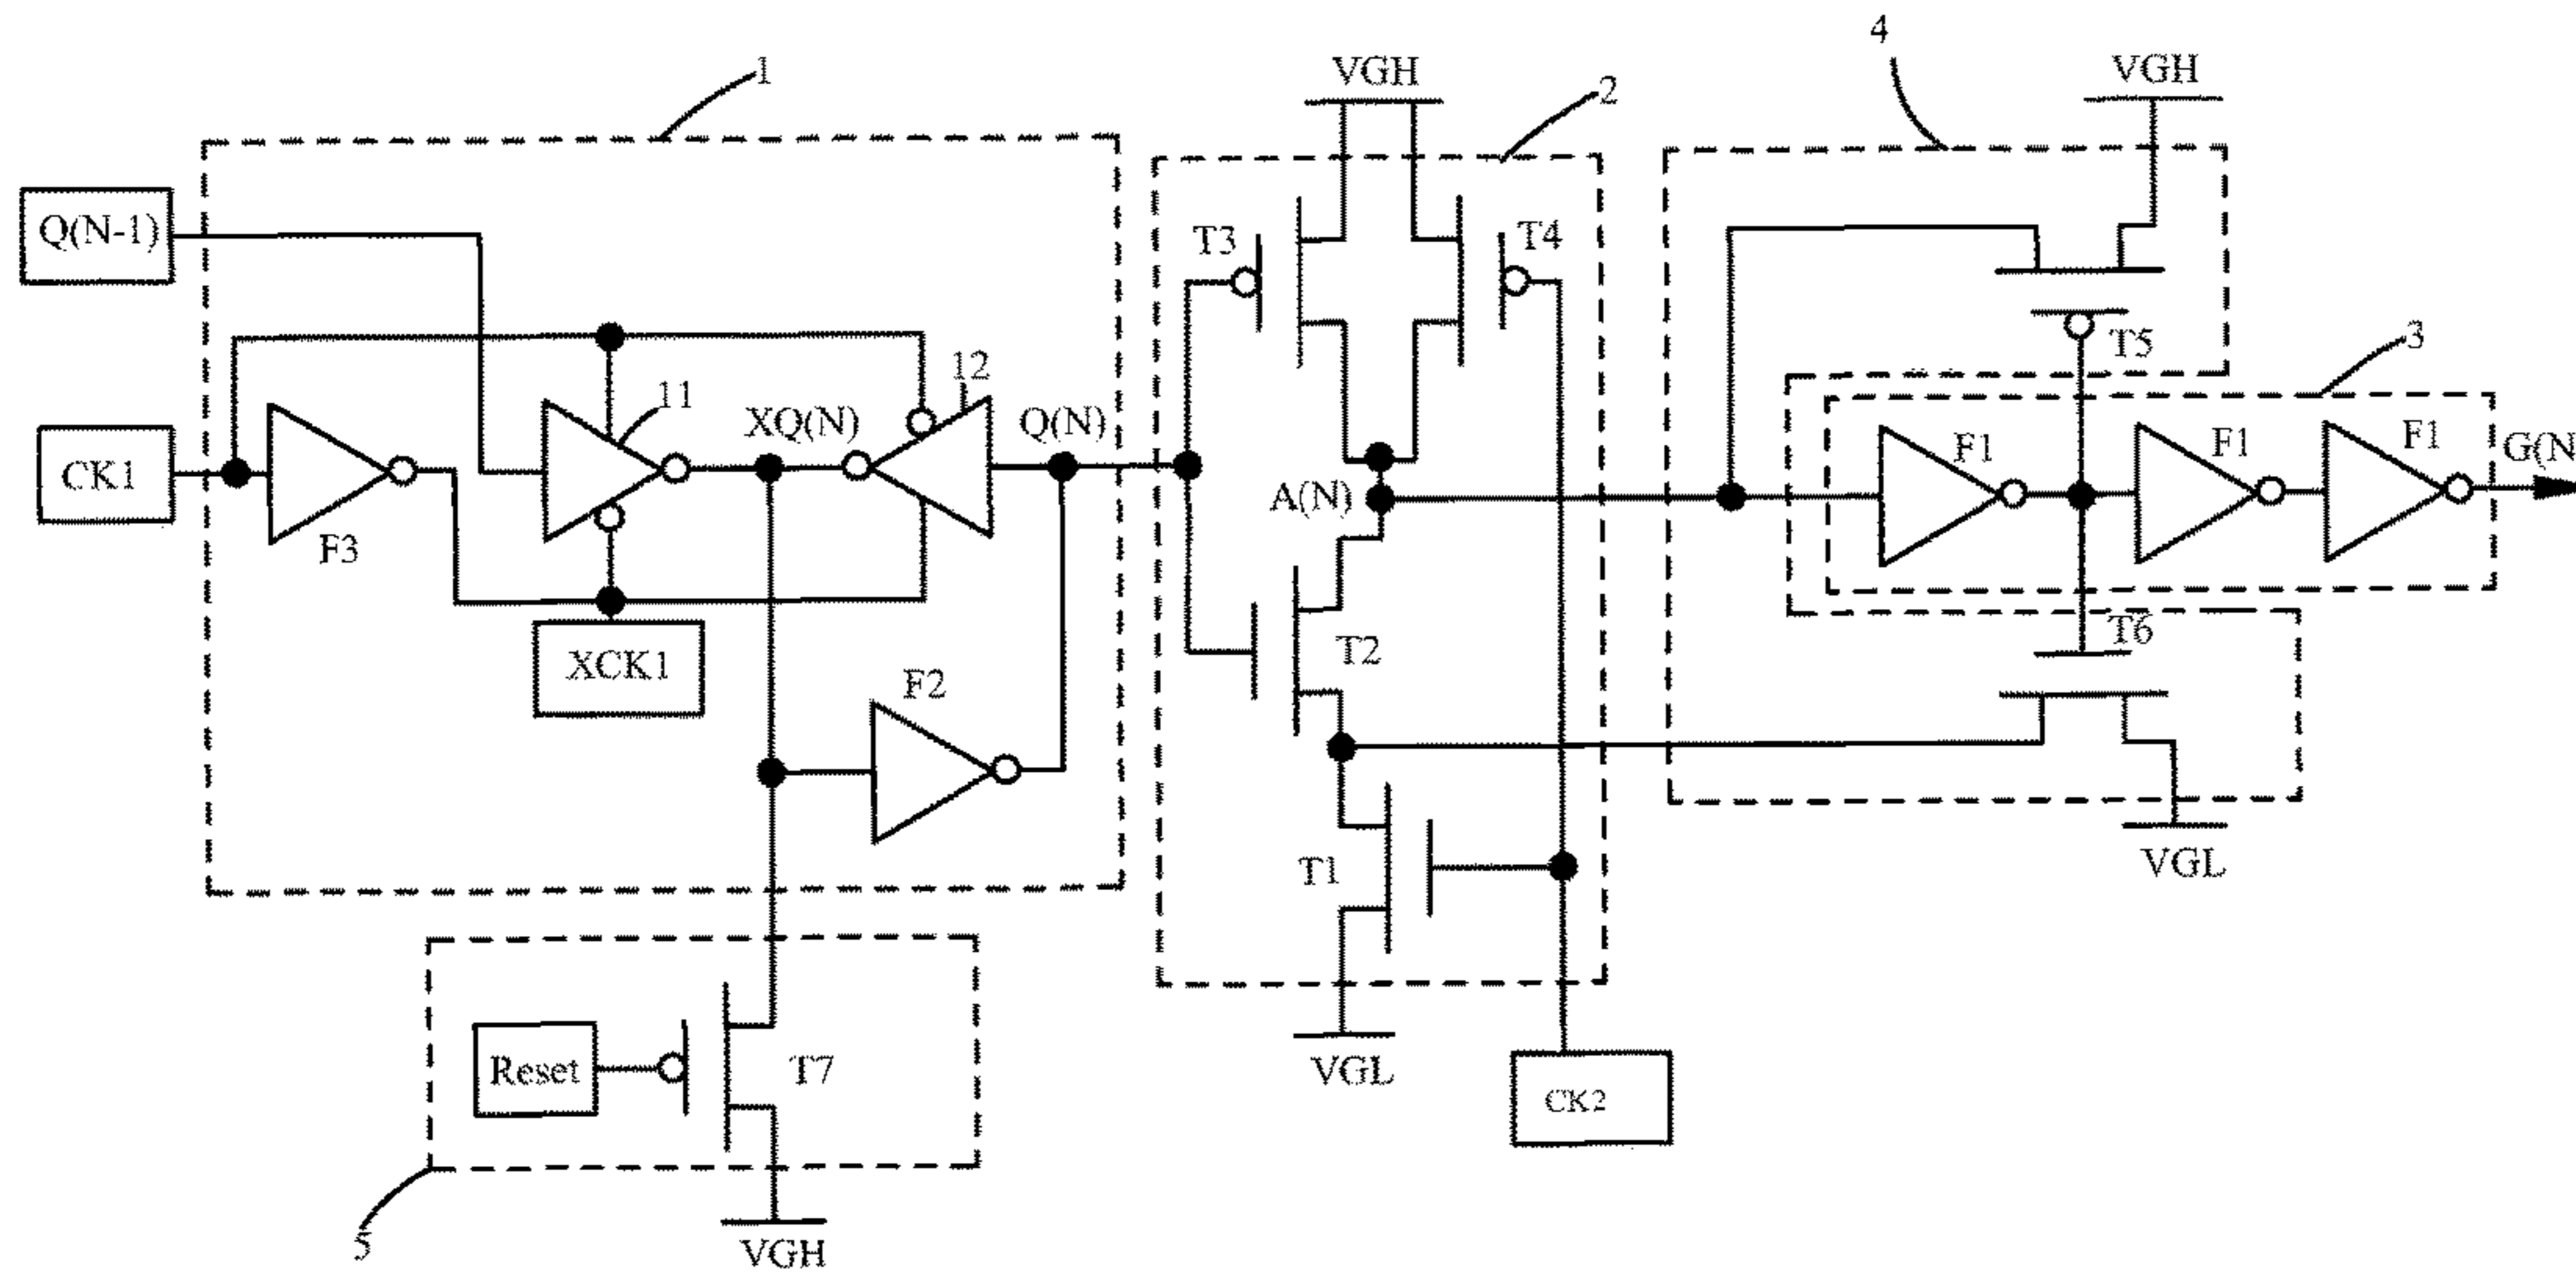 4
1
VGH
VGH
2
Q(N-1)
T3
T4
T5
3
12
11
XQ(N)
Q(N)
F1
F1
F1
G(N
CK1
A(N)
F3
T6
T2
XCK1
F2
T1
VGL
Reset
T7
VGL
CK2
5
VGH